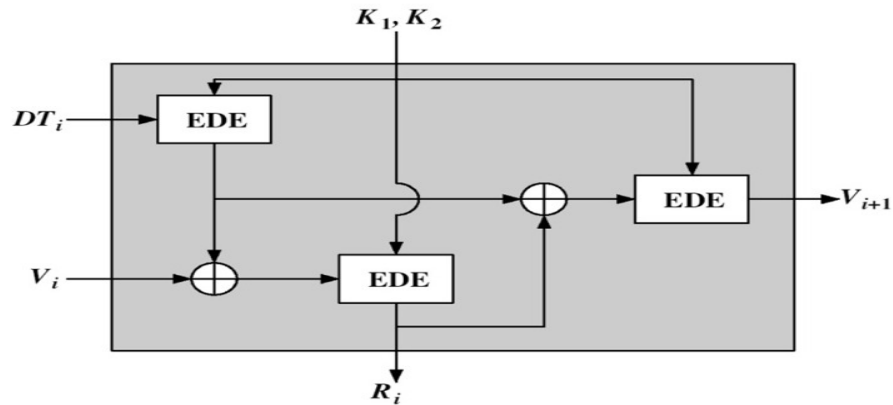 K₁, K₂
DTᵢ
EDE
EDE
Vᵢ₊₁
Vᵢ
EDE
Rᵢ